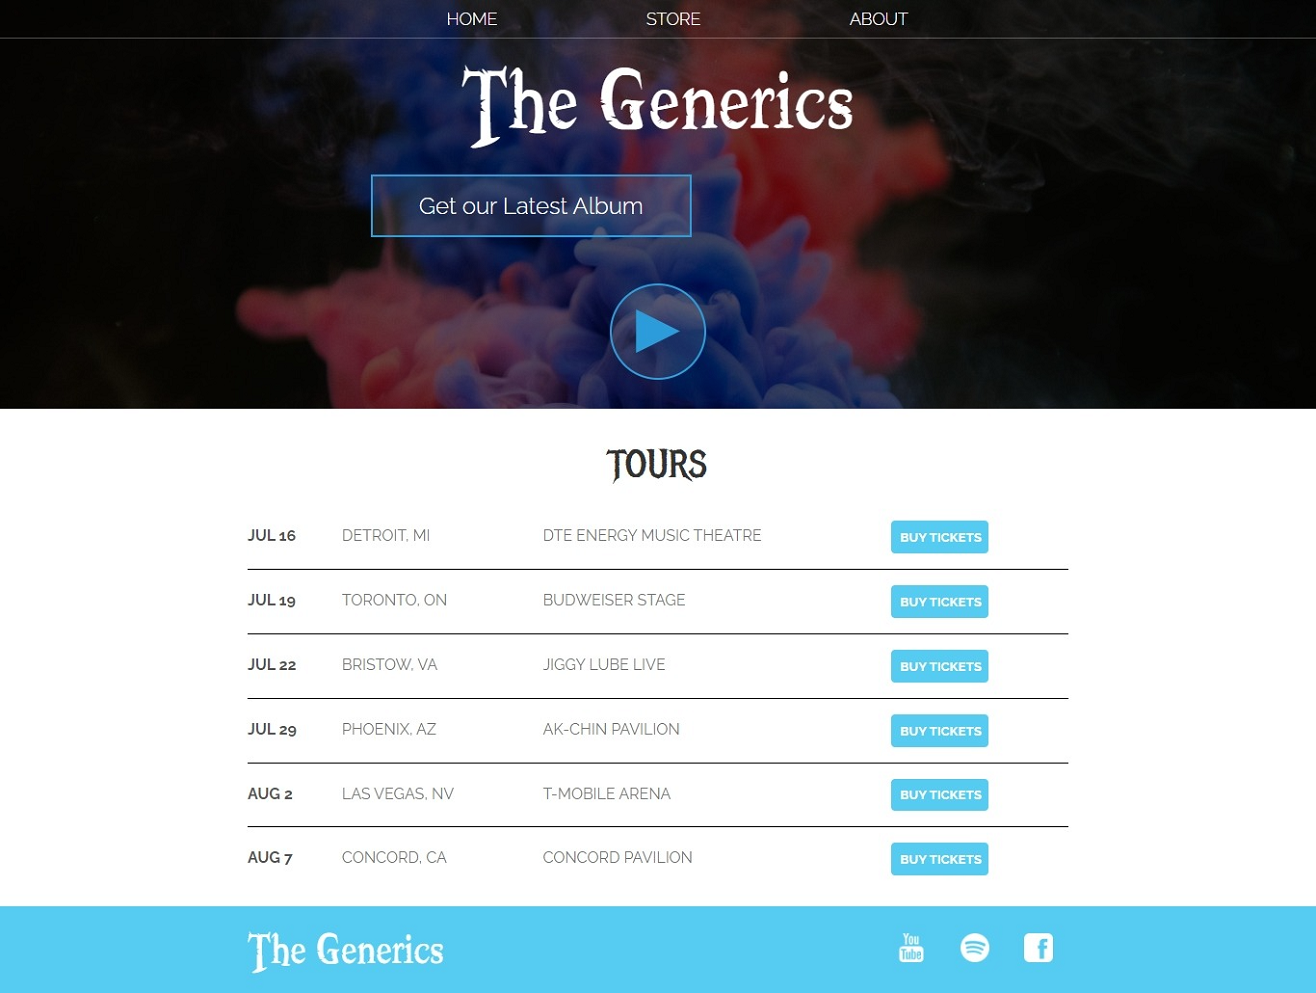 HOME STORE ABOUT
The Generics
Get our Latest Album
TOURS
JUL 16 DETROIT, MI DTE ENERGY MUSIC THEATRE BUY TICKETS
JUL 19 TORONTO, ON BUDWEISER STAGE BUY TICKETS
JUL 22 BRISTOW, VA JIGGY LUBE LIVE BUY TICKETS
JUL 29 PHOENIX, AZ AK-CHIN PAVILION BUY TICKETS
AUG 2 LAS VEGAS, NV T-MOBILE ARENA BUY TICKETS
AUG 7 CONCORD, CA CONCORD PAVILION BUY TICKETS
The Generics You
Tube f